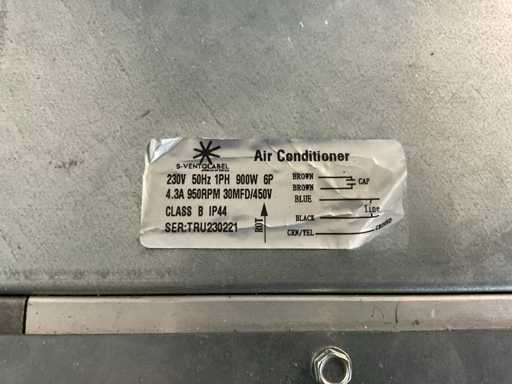 S-VENTOLABEL
Air Conditioner
230V 50Hz 1PH 900W 6P
4.3A 950RPM 30MFD/450V
CLASS B IP44
SER:TRU230221
ROT
BROWN
BROWN
CAP
BLUE
Line
BLACK
GRN/YEL
GROUND